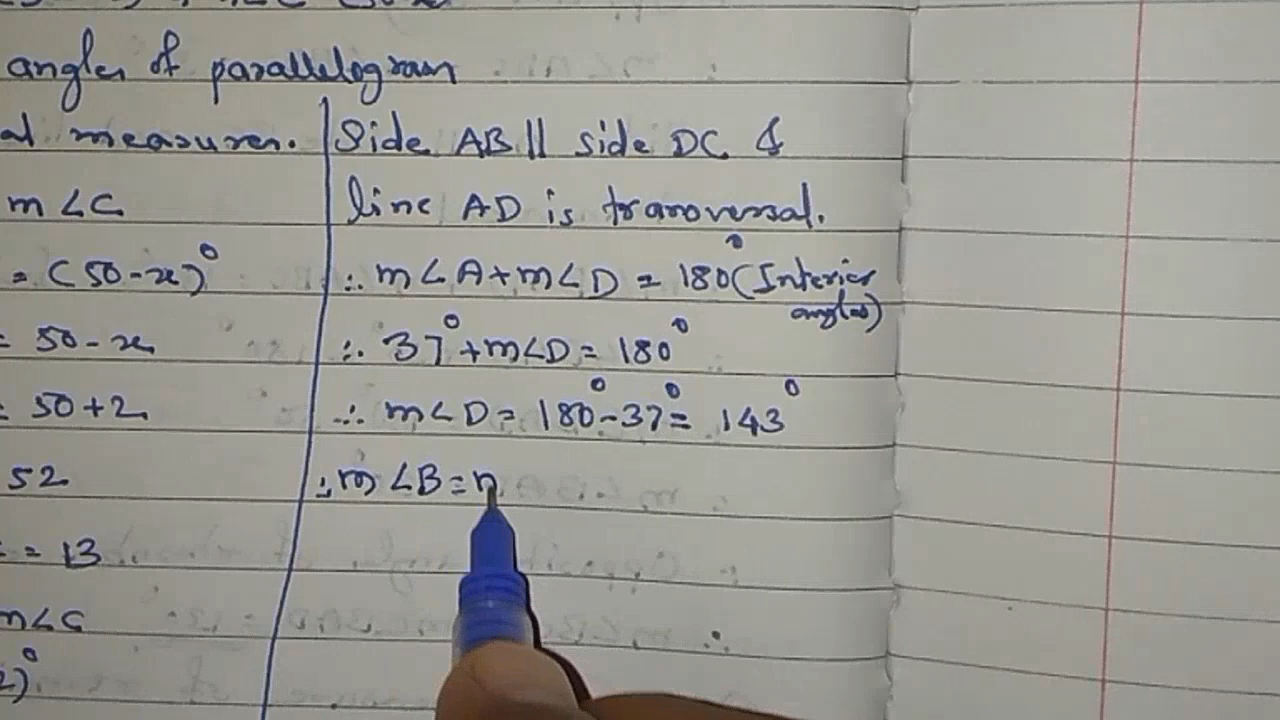 angles of parallelogram
al measures.
m∠C
= (50-x)°
= 50-x
= 50+2
52
= 13
m∠C
2)°
Side AB || side DC &
line AD is transversal.
∴ m∠A+m∠D = 180° (Interior
angles)
∴ 37°+m∠D = 180°
∴ m∠D = 180°-37° = 143°
∴ m∠B = m